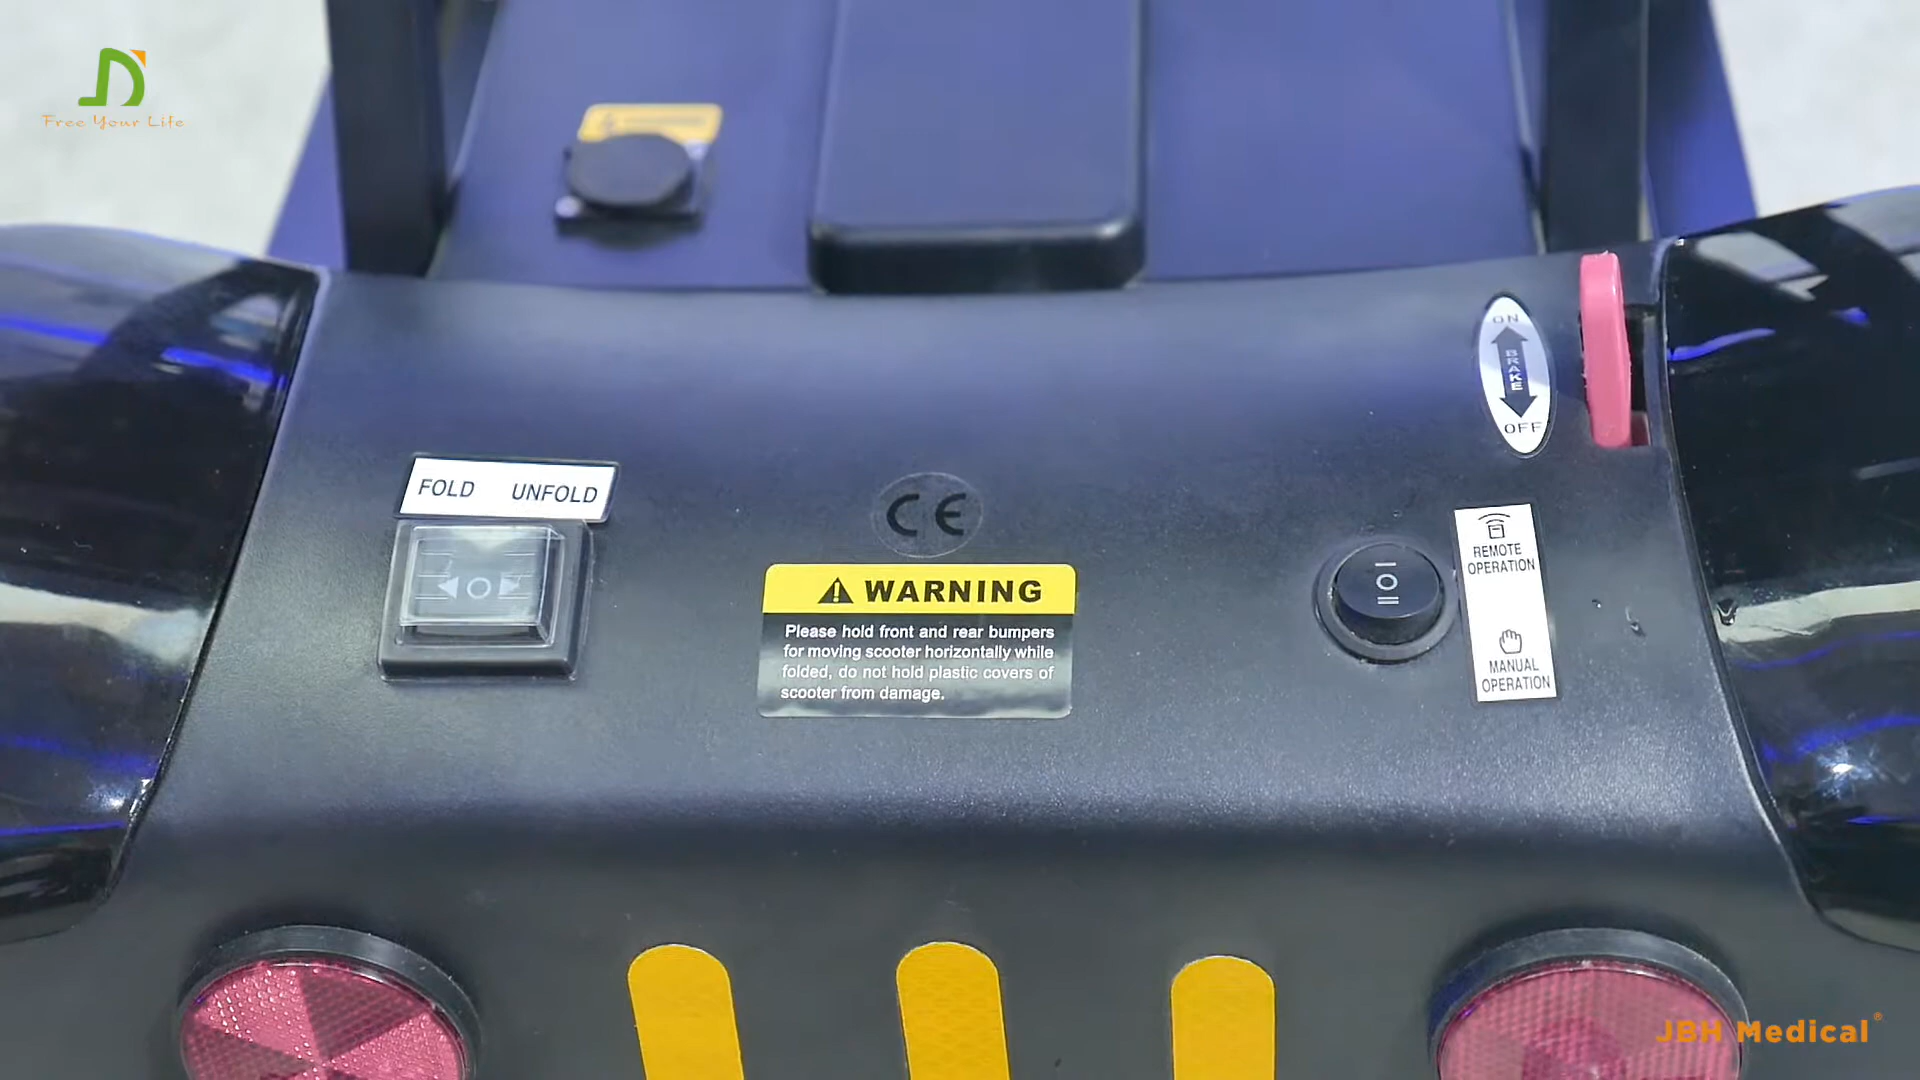 Free Your Life
ON
BRAKE
OFF
FOLD UNFOLD
CE
REMOTE
OPERATION
WARNING
Please hold front and rear bumpers
for moving scooter horizontally while
folded, do not hold plastic covers of
scooter from damage.
MANUAL
OPERATION
JBH Medical®